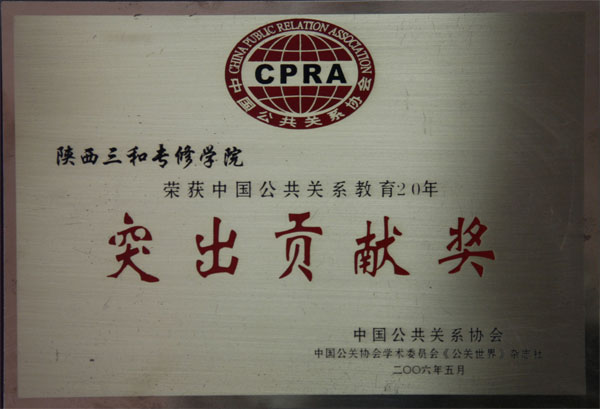 CHINA PUBLIC RELATION ASSOCIATION
CPRA
中国公共关系协会
陕西三和专修学院
荣获中国公共关系教育20年
突出贡献奖
中国公共关系协会
中国公关协会学术委员会《公关世界》杂志社
二〇〇六年五月